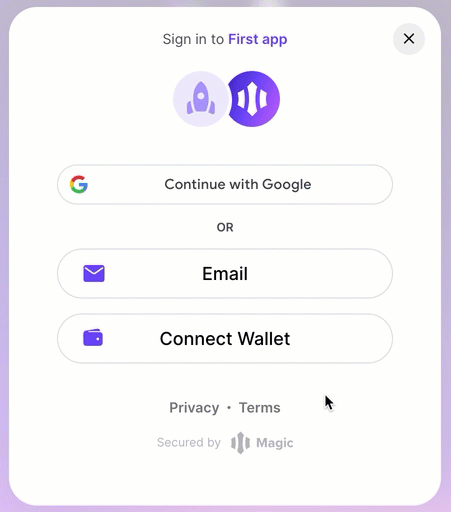 Sign in to First app
Continue with Google
OR
Email
Connect Wallet
Privacy • Terms
Secured by Magic